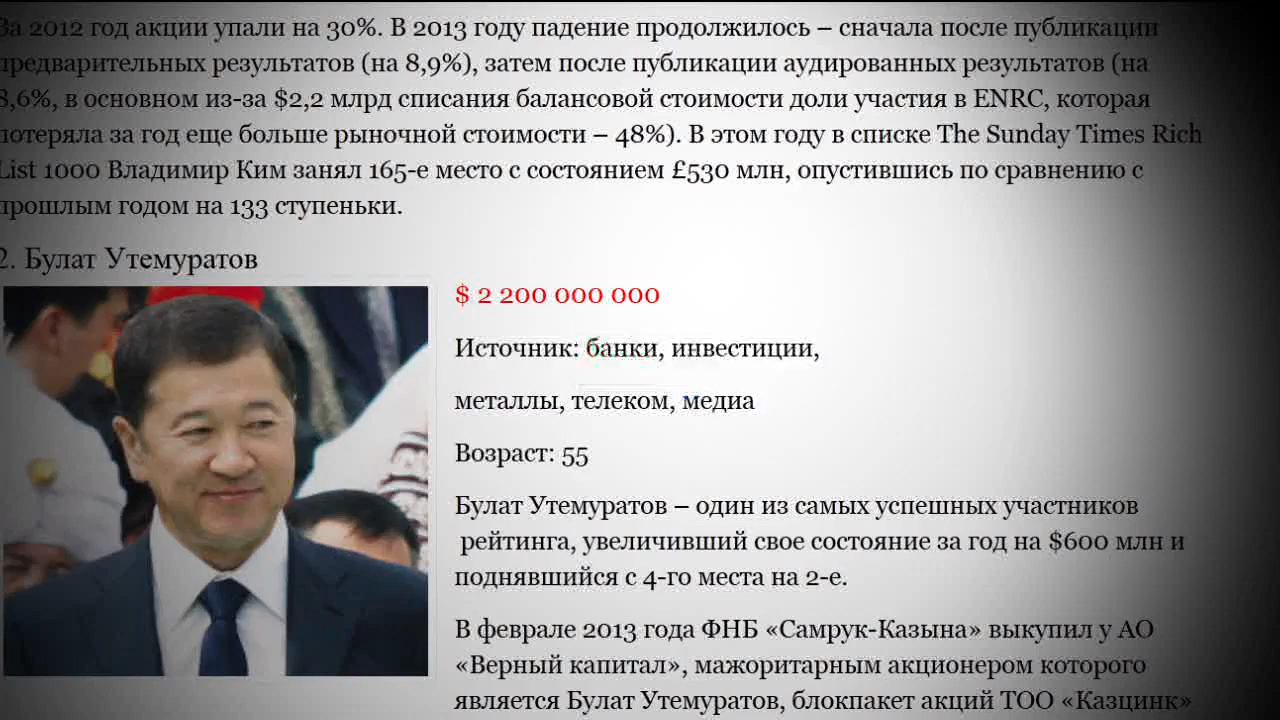 За 2012 год акции упали на 30%. В 2013 году падение продолжилось – сначала после публикации
предварительных результатов (на 8,9%), затем после публикации аудированных результатов (на
8,6%, в основном из-за $2,2 млрд списания балансовой стоимости доли участия в ENRC, которая
потеряла за год еще больше рыночной стоимости – 48%). В этом году в списке The Sunday Times Rich
List 1000 Владимир Ким занял 165-е место с состоянием £530 млн, опустившись по сравнению с
прошлым годом на 133 ступеньки.
2. Булат Утемуратов
$ 2 200 000 000
Источник: банки, инвестиции,
металлы, телеком, медиа
Возраст: 55
Булат Утемуратов – один из самых успешных участников
рейтинга, увеличивший свое состояние за год на $600 млн и
поднявшийся с 4-го места на 2-е.
В феврале 2013 года ФНБ «Самрук-Казына» выкупил у АО
«Верный капитал», мажоритарным акционером которого
является Булат Утемуратов, блокпакет акций ТОО «Казцинк»